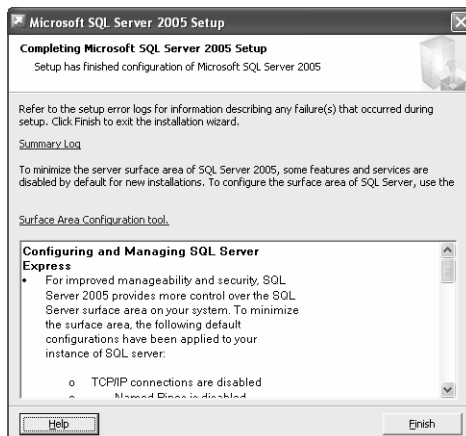 Microsoft SQL Server 2005 Setup
Completing Microsoft SQL Server 2005 Setup
Setup has finished configuration of Microsoft SQL Server 2005
Refer to the setup error logs for information describing any failure(s) that occurred during
setup. Click Finish to exit the installation wizard.
Summary Log
To minimize the server surface area of SQL Server 2005, some features and services are
disabled by default for new installations. To configure the surface area of SQL Server, use the
Surface Area Configuration tool.
Configuring and Managing SQL Server
Express
• For improved manageability and security, SQL
Server 2005 provides more control over the SQL
Server surface area on your system. To minimize
the surface area, the following default
configurations have been applied to your
instance of SQL server:
o TCP/IP connections are disabled
o Named Pipes is disabled
Help
Finish